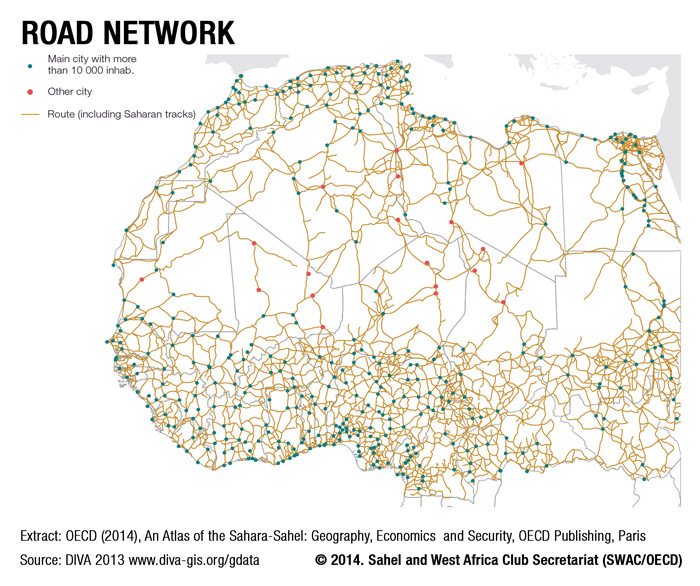 ROAD NETWORK
Main city with more
than 10 000 inhab.
Other city
Route (including Saharan tracks)
Extract: OECD (2014), An Atlas of the Sahara-Sahel: Geography, Economics and Security, OECD Publishing, Paris
Source: DIVA 2013 www.diva-gis.org/gdata
© 2014. Sahel and West Africa Club Secretariat (SWAC/OECD)